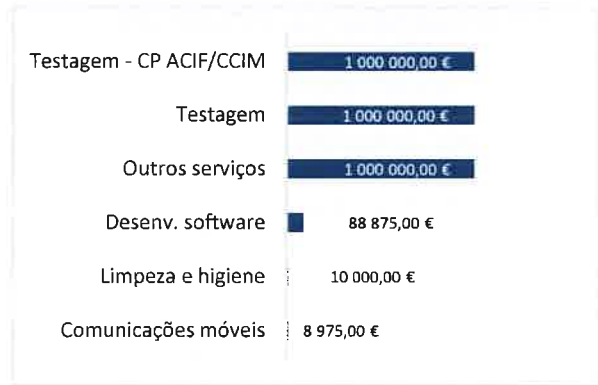 Testagem - CP ACIF/CCIM 1 000 000,00 €
Testagem 1 000 000,00 €
Outros serviços 1 000 000,00 €
Desenv. software 88 875,00 €
Limpeza e higiene 10 000,00 €
Comunicações móveis 8 975,00 €